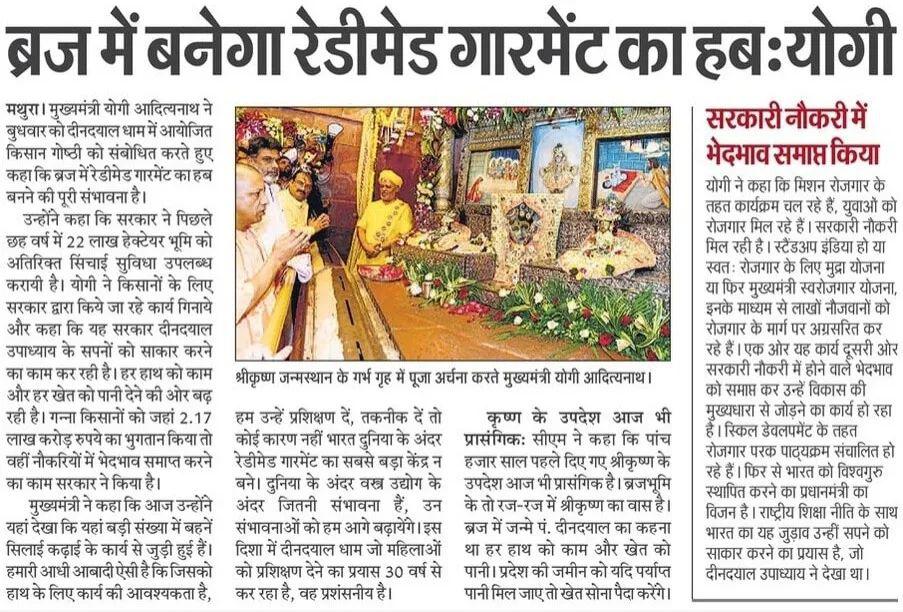 ब्रज में बनेगा रेडीमेड गारमेंट का हब:योगी
मथुरा। मुख्यमंत्री योगी आदित्यनाथ ने
बुधवार को दीनदयाल धाम में आयोजित
किसान गोष्ठी को संबोधित करते हुए
कहा कि ब्रज में रेडीमेड गारमेंट का हब
बनने की पूरी संभावना है।
उन्होंने कहा कि सरकार ने पिछले
छह वर्ष में 22 लाख हेक्टेयर भूमि को
अतिरिक्त सिंचाई सुविधा उपलब्ध
करायी है। योगी ने किसानों के लिए
सरकार द्वारा किये जा रहे कार्य गिनाये
और कहा कि यह सरकार दीनदयाल
उपाध्याय के सपनों को साकार करने
का काम कर रही है। हर हाथ को काम
और हर खेत को पानी देने की ओर बढ़
रही है। गन्ना किसानों को जहां 2.17
लाख करोड़ रुपये का भुगतान किया तो
वहीं नौकरियों में भेदभाव समाप्त करने
का काम सरकार ने किया है।
मुख्यमंत्री ने कहा कि आज उन्होंने
यहां देखा कि यहां बड़ी संख्या में बहनें
सिलाई कढ़ाई के कार्य से जुड़ी हुई हैं।
हमारी आधी आबादी ऐसी है कि जिसको
हाथ के लिए कार्य की आवश्यकता है,
श्रीकृष्ण जन्मस्थान के गर्भ गृह में पूजा अर्चना करते मुख्यमंत्री योगी आदित्यनाथ।
हम उन्हें प्रशिक्षण दें, तकनीक दें तो
कोई कारण नहीं भारत दुनिया के अंदर
रेडीमेड गारमेंट का सबसे बड़ा केंद्र न
बने। दुनिया के अंदर वस्त्र उद्योग के
अंदर जितनी संभावना हैं, उन
संभावनाओं को हम आगे बढ़ायेंगे। इस
दिशा में दीनदयाल धाम जो महिलाओं
को प्रशिक्षण देने का प्रयास 30 वर्ष से
कर रहा है, वह प्रशंसनीय है।
कृष्ण के उपदेश आज भी
प्रासंगिक: सीएम ने कहा कि पांच
हजार साल पहले दिए गए श्रीकृष्ण के
उपदेश आज भी प्रासंगिक है। ब्रजभूमि
के तो रज-रज में श्रीकृष्ण का वास है।
ब्रज में जन्मे पं. दीनदयाल का कहना
था हर हाथ को काम और खेत को
पानी। प्रदेश की जमीन को यदि पर्याप्त
पानी मिल जाए तो खेत सोना पैदा करेंगे।
सरकारी नौकरी में
भेदभाव समाप्त किया
योगी ने कहा कि मिशन रोजगार के
तहत कार्यक्रम चल रहे हैं, युवाओं को
रोजगार मिल रहे हैं। सरकारी नौकरी
मिल रही है। स्टैंडअप इंडिया हो या
स्वतः रोजगार के लिए मुद्रा योजना
या फिर मुख्यमंत्री स्वरोजगार योजना,
इनके माध्यम से लाखों नौजवानों को
रोजगार के मार्ग पर अग्रसरित कर
रहे हैं। एक ओर यह कार्य दूसरी ओर
सरकारी नौकरी में होने वाले भेदभाव
को समाप्त कर उन्हें विकास की
मुख्यधारा से जोड़ने का कार्य हो रहा
है। स्किल डेवलपमेंट के तहत
रोजगार परक पाठ्यक्रम संचालित हो
रहे हैं। फिर से भारत को विश्वगुरु
स्थापित करने का प्रधानमंत्री का
विजन है। राष्ट्रीय शिक्षा नीति के साथ
भारत का यह जुड़ाव उन्हीं सपने को
साकार करने का प्रयास है, जो
दीनदयाल उपाध्याय ने देखा था।